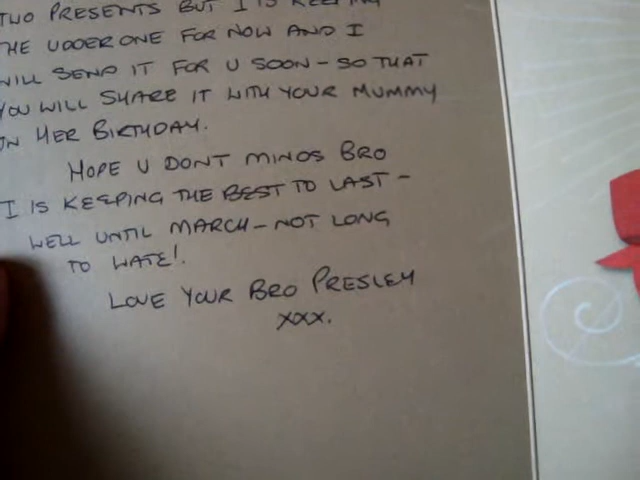 TWO PRESENTS BUT I IS KEEPING
THE UDDER ONE FOR NOW AND I
WILL SEND IT FOR U SOON - SO THAT
YOU WILL SHARE IT WITH YOUR MUMMY
ON HER BIRTHDAY.
HOPE U DONT MINDS BRO
I IS KEEPING THE BEST TO LAST -
WELL UNTIL MARCH - NOT LONG
TO WATE!
LOVE YOUR BRO PRESLEY
XXX.